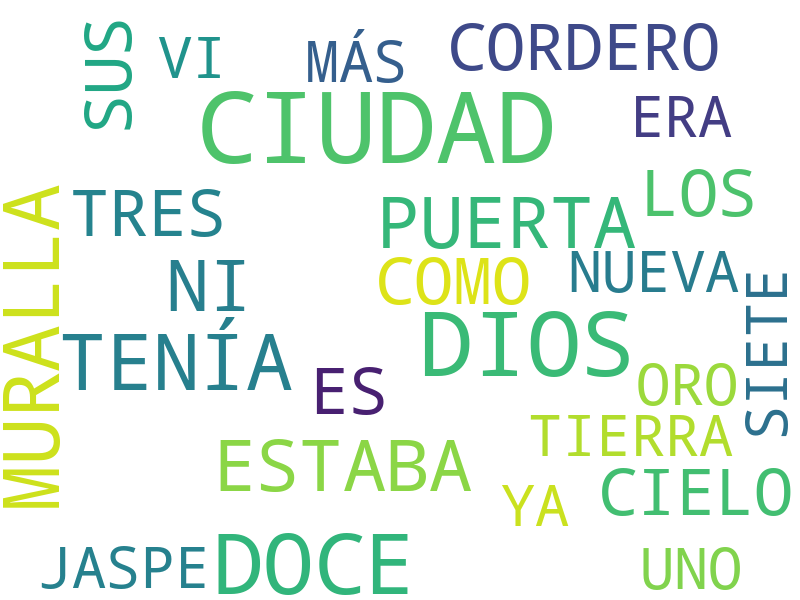 SUS
VI
MÁS
CORDERO
CIUDAD
ERA
TRES
PUERTA
LOS
MURALLA
NI
COMO
NUEVA
TENÍA
DIOS
SIETE
ES
ORO
ESTABA
TIERRA
YA
CIELO
JASPE
DOCE
UNO